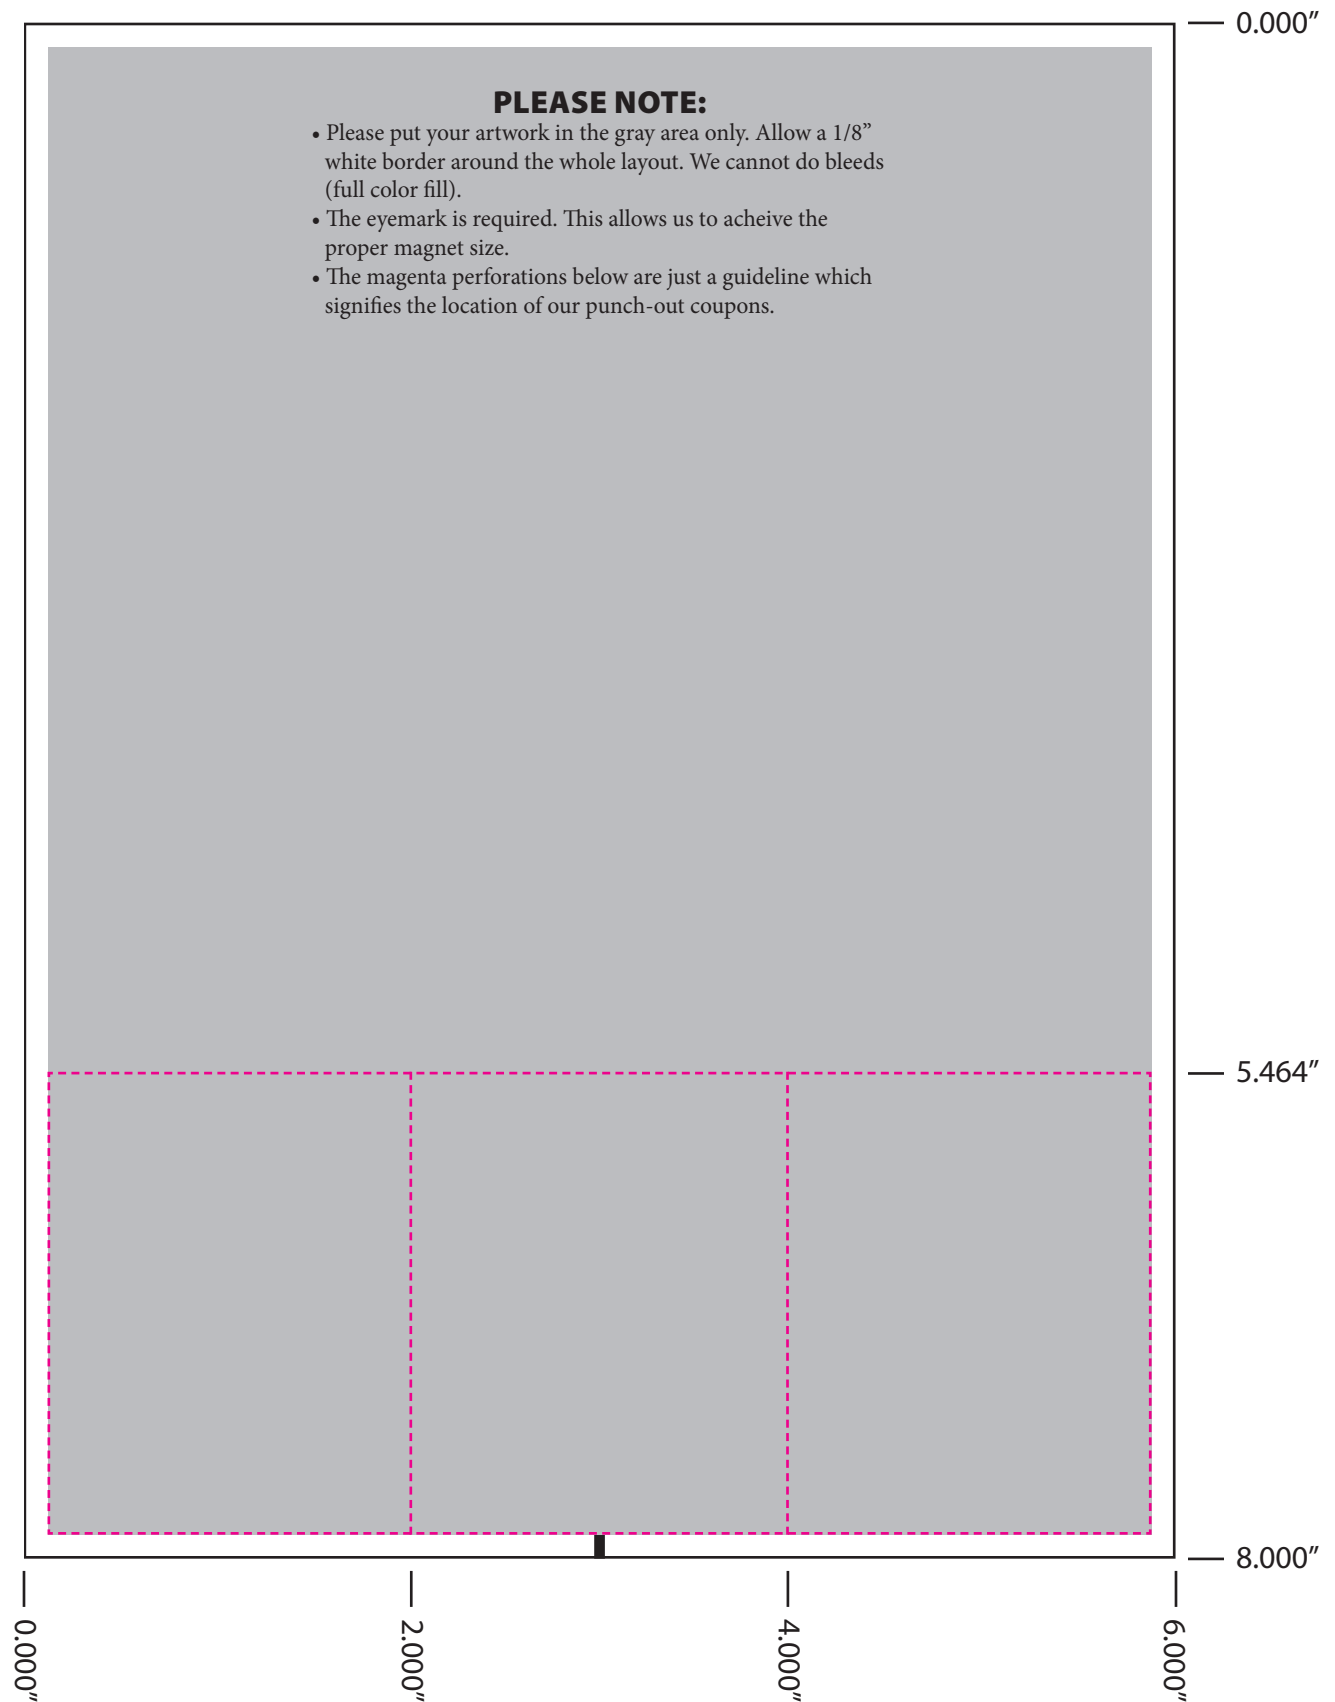 0.000″
PLEASE NOTE:
• Please put your artwork in the gray area only. Allow a 1/8”
white border around the whole layout. We cannot do bleeds
(full color fill).
• The eyemark is required. This allows us to acheive the
proper magnet size.
• The magenta perforations below are just a guideline which
signifies the location of our punch-out coupons.
5.464″
8.000″
0.000″
2.000″
4.000″
6.000″